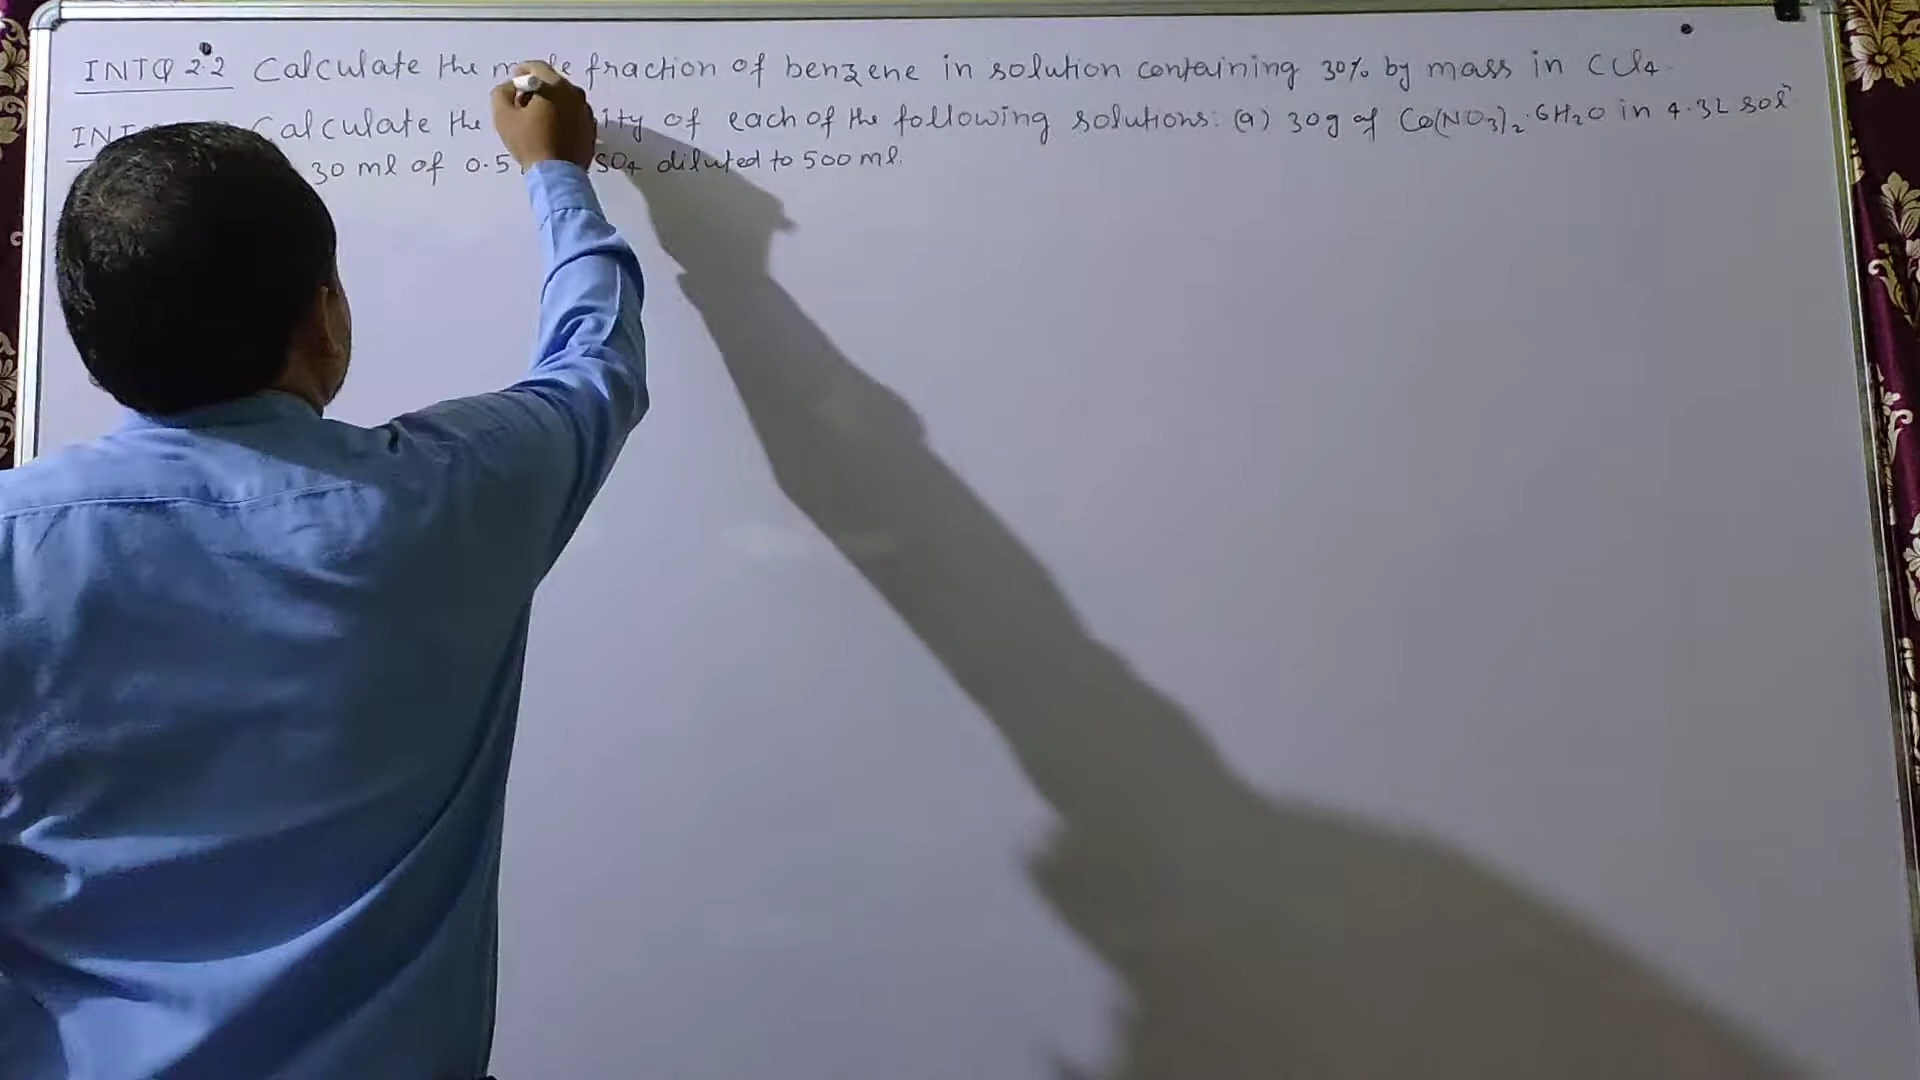 INTQ 2.2 Calculate the mole fraction of benzene in solution containing 30% by mass in CCl4.
Calculate the of each of the following solutions: (a) 30g of Co(NO3)2.6H2O in 4.3L solⁿ
30 ml of 0.5 SO4 diluted to 500 ml.